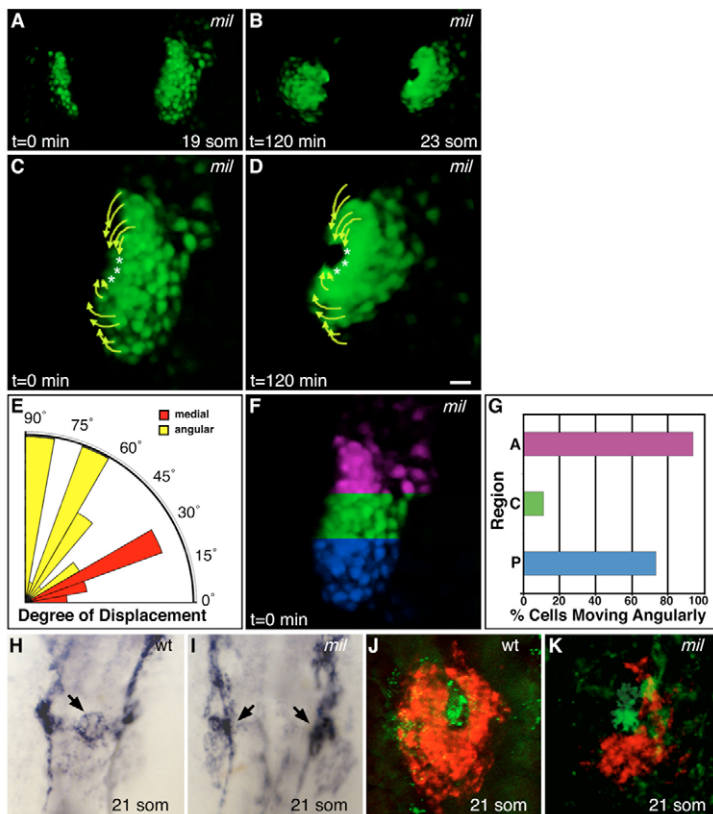 A mil
t=0 min 19 som
B mil
t=120 min 23 som
C mil
* * *
t=0 min
D mil
* * *
t=120 min
E
90° 75° 60° 45° 30° 15° 0°
medial
angular
Degree of Displacement
F mil
t=0 min
G
Region
A
C
P
0 20 40 60 80 100
% Cells Moving Angularly
H wt
21 som
I mil
21 som
J wt
21 som
K mil
21 som